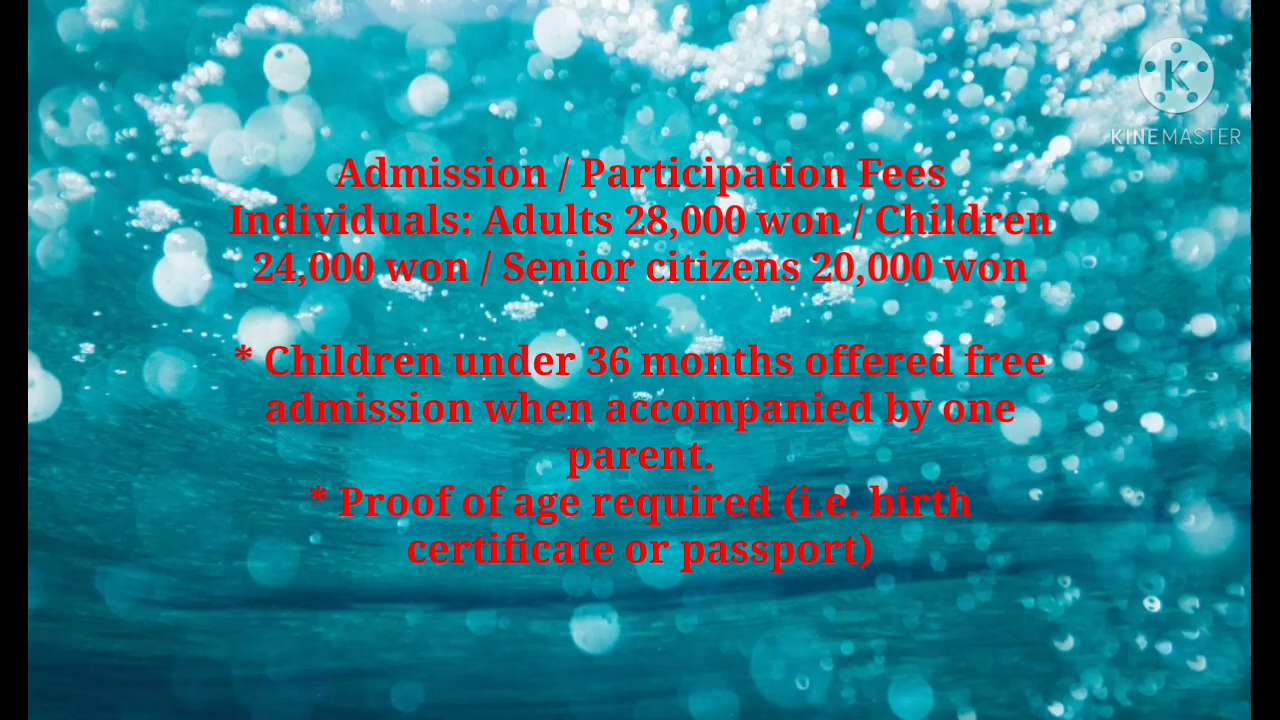 KINEMASTER
Admission / Participation Fees
Individuals: Adults 28,000 won / Children
24,000 won / Senior citizens 20,000 won
* Children under 36 months offered free
admission when accompanied by one
parent.
* Proof of age required (i.e. birth
certificate or passport)